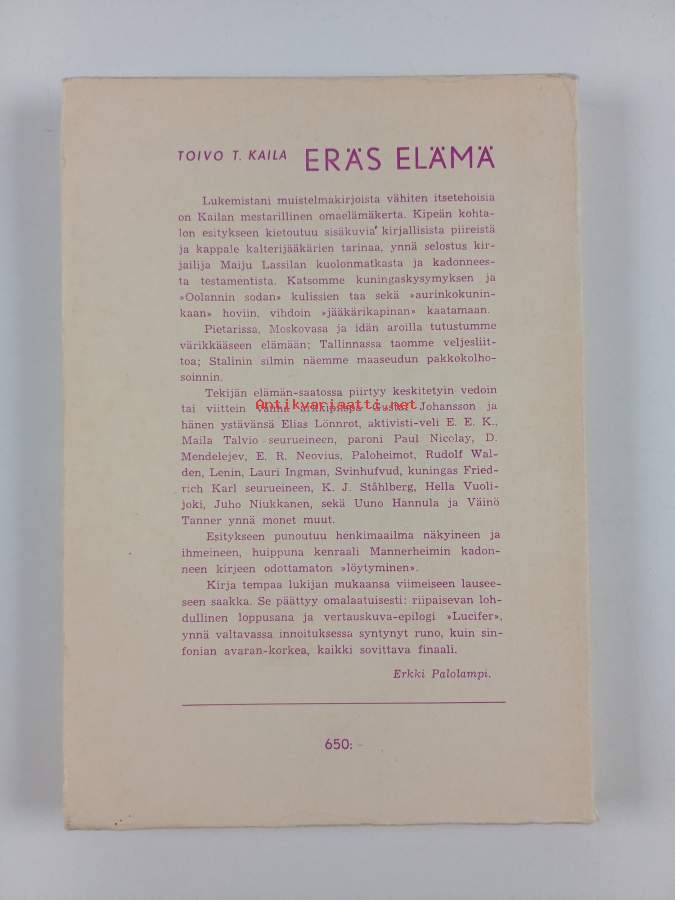 TOIVO T. KAILA ERÄS ELÄMÄ
Lukemistani muistelmakirjoista vähiten itsetehoisia
on Kailan mestarillinen omaelämäkerta. Kipeän kohta-
lon esitykseen kietoutuu sisäkuvia kirjallisista piireistä
ja kappale kalterijääkärien tarinaa, ynnä selostus kir-
jailija Maiju Lassilan kuolonmatkasta ja kadonnees-
ta testamentista. Katsomme kuningaskysymyksen ja
»Oolannin sodan» kulissien taa sekä »aurinkokunin-
kaan» hoviin, vihdoin »jääkärikapinan» kaatamaan.
Pietarissa, Moskovasa ja idän aroilla tutustumme
värikkääseen elämään; Tallinnassa taomme veljesliit-
toa; Stalinin silmin näemme maaseudun pakkokolho-
soinnin.
Tekijän elämän-saatossa piirtyy keskitetyin vedoin
tai viittein vanha arkkipiispa Gustaf Johansson ja
Antikvariaatti.net
hänen ystävänsä Elias Lönnrot, aktivisti-veli E. E. K.,
Maila Talvio seurueineen, paroni Paul Nicolay, D.
Mendelejev, E. R. Neovius, Paloheimot, Rudolf Wal-
den, Lenin, Lauri Ingman, Svinhufvud, kuningas Fried-
rich Karl seurueineen, K. J. Ståhlberg, Hella Vuoli-
joki, Juho Niukkanen, sekä Uuno Hannula ja Väinö
Tanner ynnä monet muut.
Esitykseen punoutuu henkimaailma näkyineen ja
ihmeineen, huippuna kenraali Mannerheimin kadon-
neen kirjeen odottamaton »löytyminen».
Kirja tempaa lukijan mukaansa viimeiseen lausee-
seen saakka. Se päättyy omalaatuisesti: riipaisevan loh-
dullinen loppusana ja vertauskuva-epilogi »Lucifer»,
ynnä valtavassa innoituksessa syntynyt runo, kuin sin-
fonian avaran-korkea, kaikki sovittava finaali.
Erkki Palolampi.
650: -